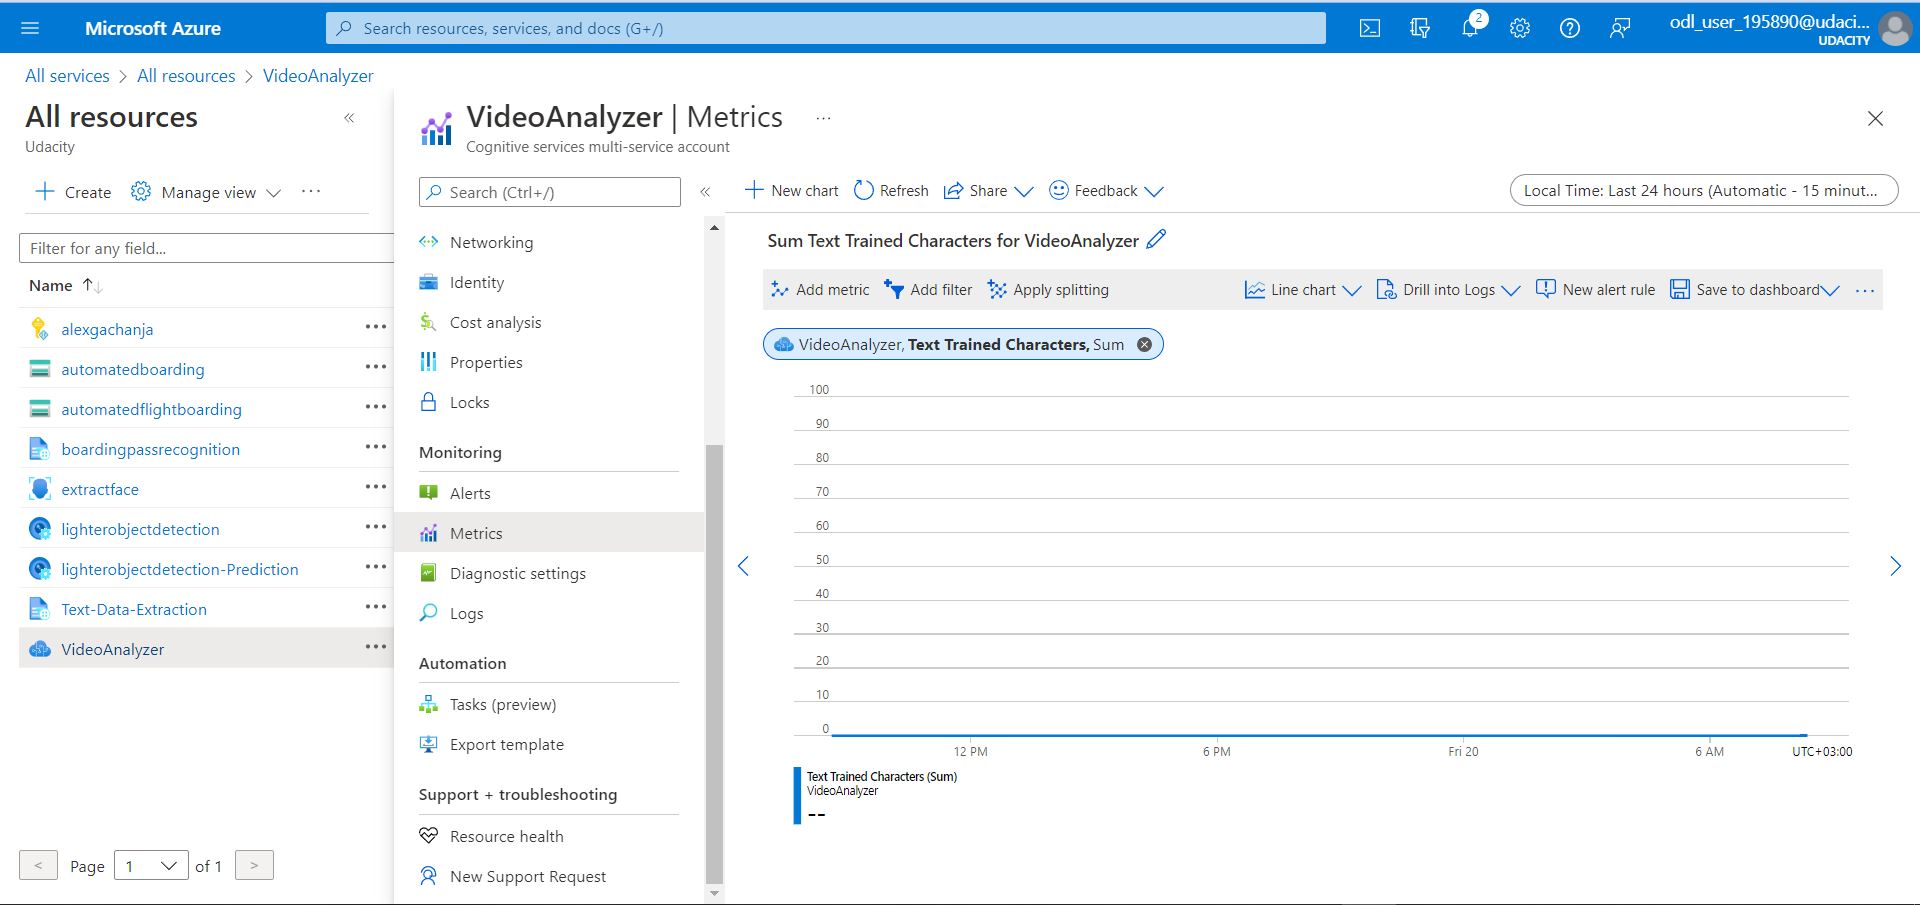 Microsoft Azure
Search resources, services, and docs (G+/)
2
odl_user_195890@udaci...
UDACITY
All services > All resources > VideoAnalyzer
All resources
Udacity
Create
Manage view
Filter for any field...
Name
alexgachanja
automatedboarding
automatedflightboarding
boardingpassrecognition
extractface
lighterobjectdetection
lighterobjectdetection-Prediction
Text-Data-Extraction
VideoAnalyzer
< Page 1 of 1 >
VideoAnalyzer | Metrics
Cognitive services multi-service account
Search (Ctrl+/)
Networking
Identity
Cost analysis
Properties
Locks
Monitoring
Alerts
Metrics
Diagnostic settings
Logs
Automation
Tasks (preview)
Export template
Support + troubleshooting
Resource health
New Support Request
New chart
Refresh
Share
Feedback
Local Time: Last 24 hours (Automatic - 15 minut...
Sum Text Trained Characters for VideoAnalyzer
Add metric
Add filter
Apply splitting
Line chart
Drill into Logs
New alert rule
Save to dashboard
VideoAnalyzer, Text Trained Characters, Sum
100
90
80
70
60
50
40
30
20
10
0
12 PM
6 PM
Fri 20
6 AM
UTC+03:00
Text Trained Characters (Sum)
VideoAnalyzer
--